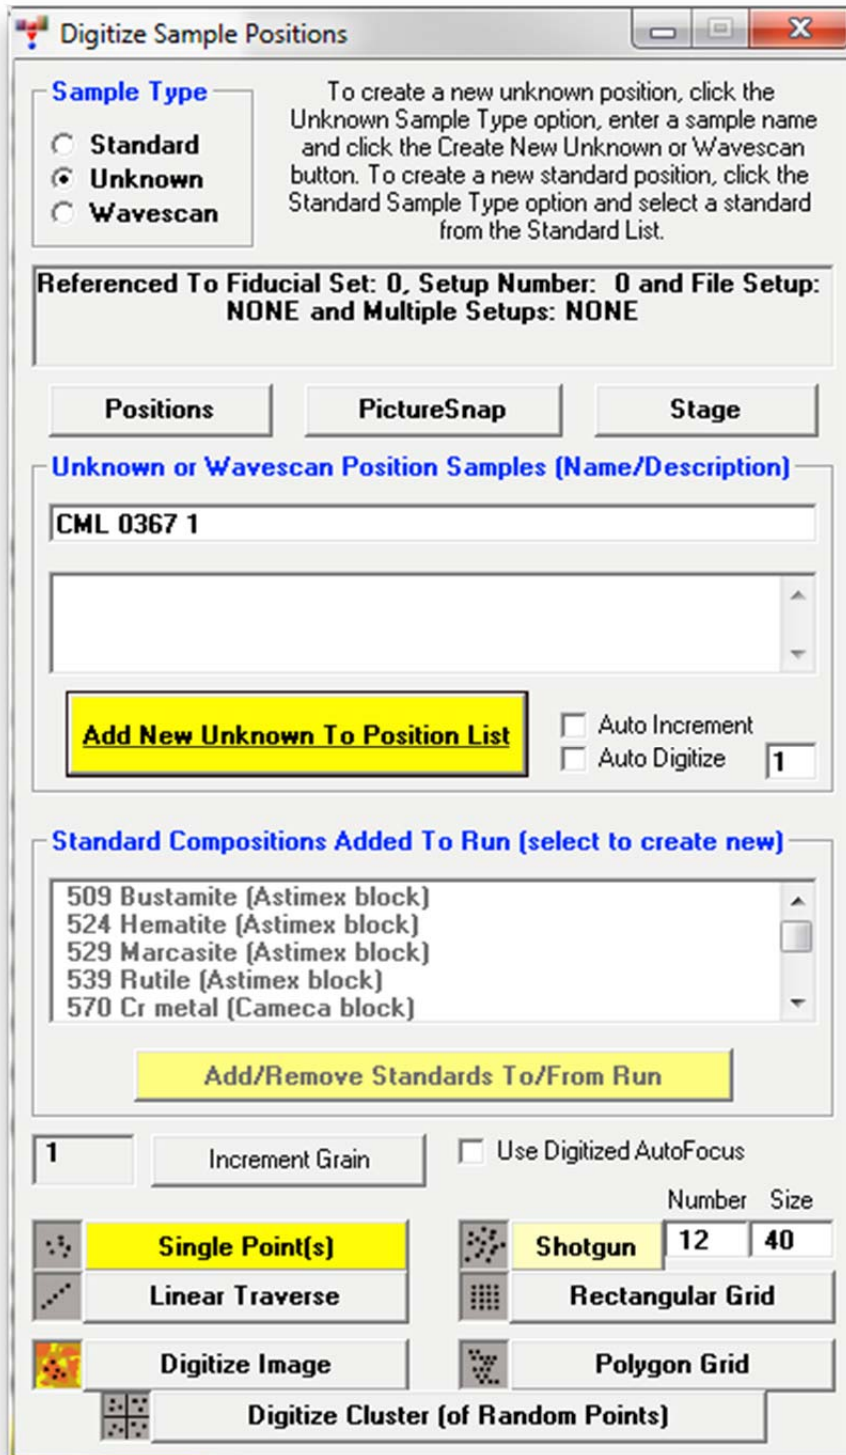 Digitize Sample Positions
Sample Type
Standard
Unknown
Wavescan
To create a new unknown position, click the
Unknown Sample Type option, enter a sample name
and click the Create New Unknown or Wavescan
button. To create a new standard position, click the
Standard Sample Type option and select a standard
from the Standard List.
Referenced To Fiducial Set: 0, Setup Number:  0 and File Setup:
NONE and Multiple Setups: NONE
Positions
PictureSnap
Stage
Unknown or Wavescan Position Samples (Name/Description)
CML 0367 1
Add New Unknown To Position List
Auto Increment
Auto Digitize
1
Standard Compositions Added To Run (select to create new)
509 Bustamite (Astimex block)
524 Hematite (Astimex block)
529 Marcasite (Astimex block)
539 Rutile (Astimex block)
570 Cr metal (Cameca block)
Add/Remove Standards To/From Run
1
Increment Grain
Use Digitized AutoFocus
Number Size
Single Point(s)
Shotgun
12
40
Linear Traverse
Rectangular Grid
Digitize Image
Polygon Grid
Digitize Cluster (of Random Points)